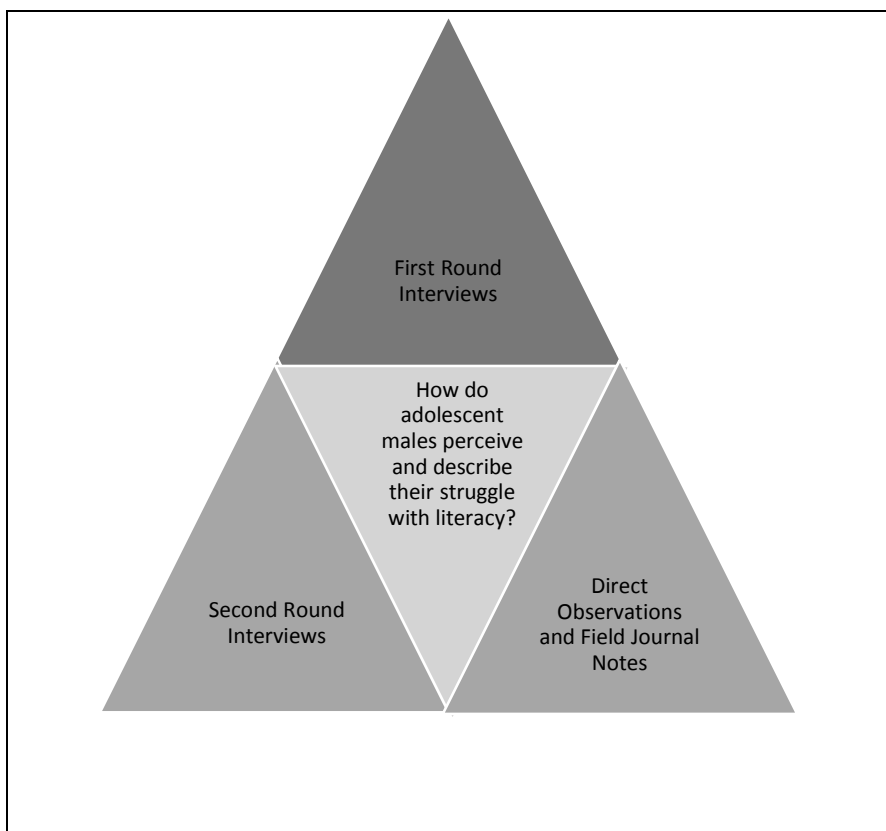 First Round
Interviews
How do
adolescent
males perceive
and describe
their struggle
with literacy?
Second Round
Interviews
Direct
Observations
and Field Journal
Notes